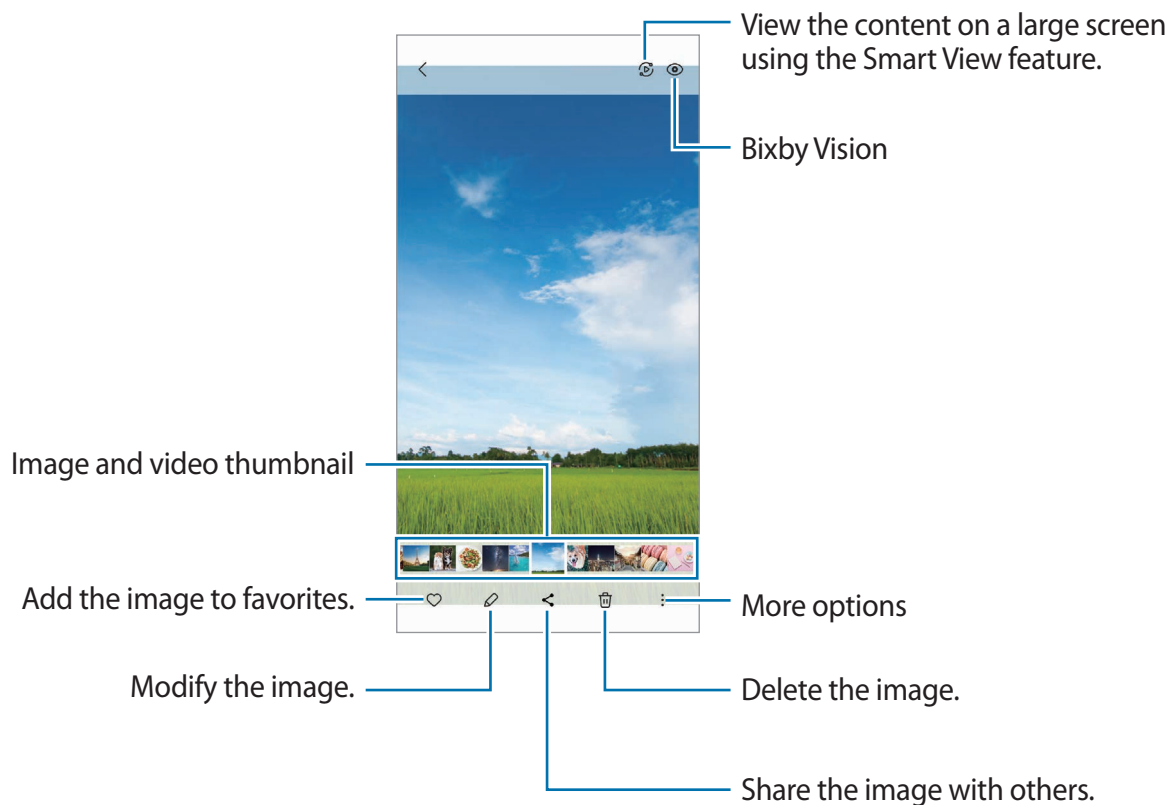 View the content on a large screen
using the Smart View feature.
Bixby Vision
Image and video thumbnail
Add the image to favorites.
More options
Modify the image.
Delete the image.
Share the image with others.